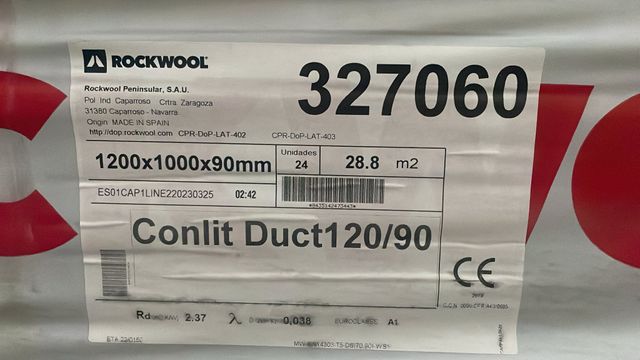 ROCKWOOL
327060
Rockwool Peninsular, S.A.U.
Pol Ind Caparroso Crtra Zaragoza
31380 Caparroso - Navarra
Origin MADE IN SPAIN
http://dop.rockwool.com CPR-DoP-LAT-402 CPR-DoP-LAT-403
1200x1000x90mm
Unidades
24
28.8 m2
ES01CAP1LINE220230325 02:42
Conlit Duct120/90
CE
Rd 2.37 λ 0,038 EUROCLASSE A1